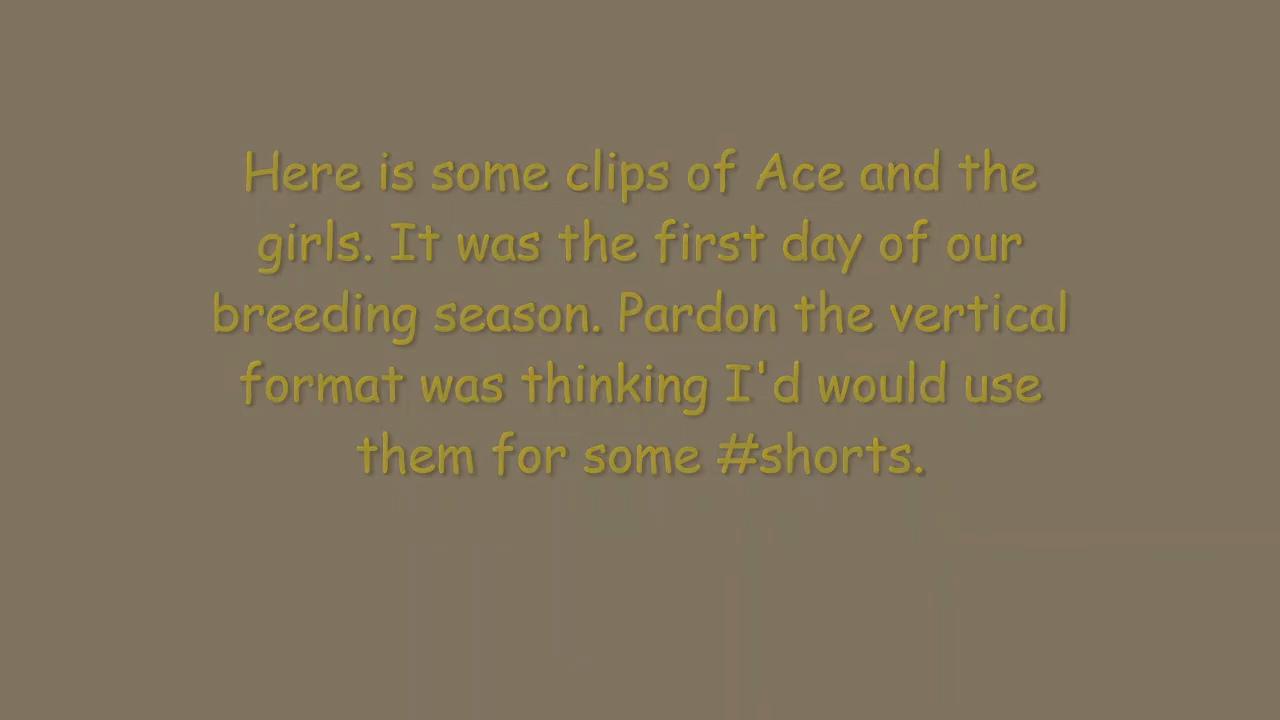 Here is some clips of Ace and the
girls. It was the first day of our
breeding season. Pardon the vertical
format was thinking I'd would use
them for some #shorts.